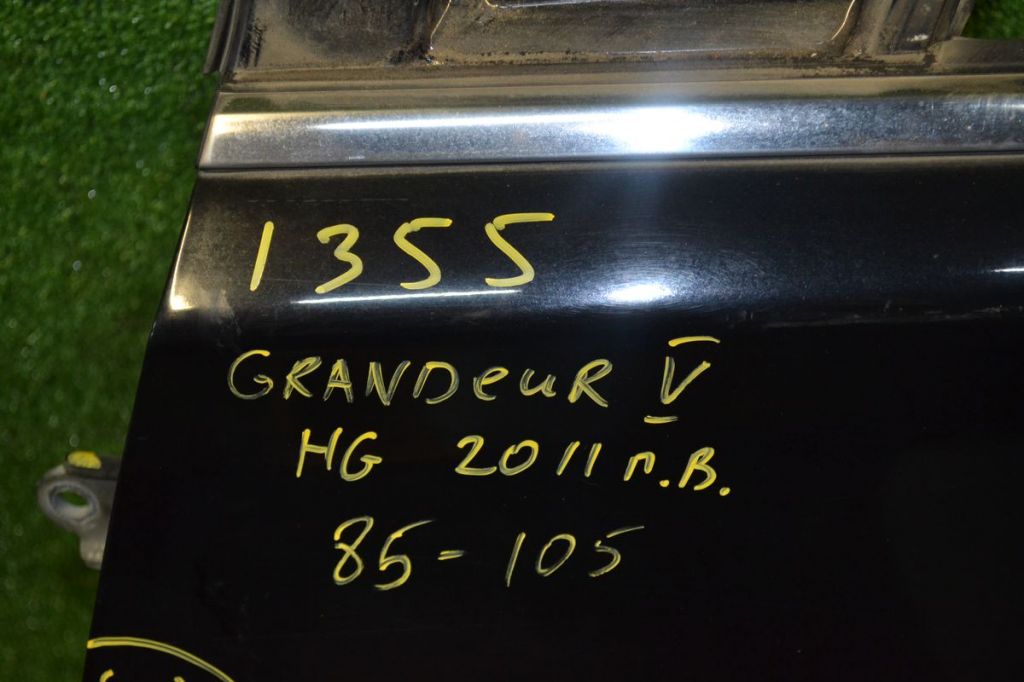 1355
GRANDEUR V
HG 2011 п.в.
85-105